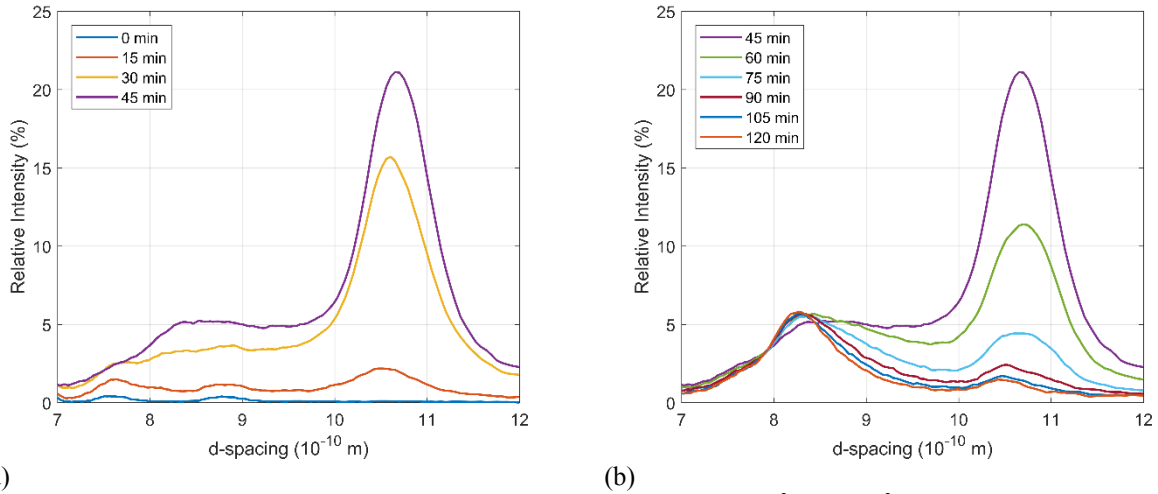 25
20
15
10
5
0
Relative Intensity (%)
0 min
15 min
30 min
45 min
7 8 9 10 11 12
d-spacing (10⁻¹⁰ m)
)
25
20
15
10
5
0
Relative Intensity (%)
45 min
60 min
75 min
90 min
105 min
120 min
7 8 9 10 11 12
d-spacing (10⁻¹⁰ m)
(b)